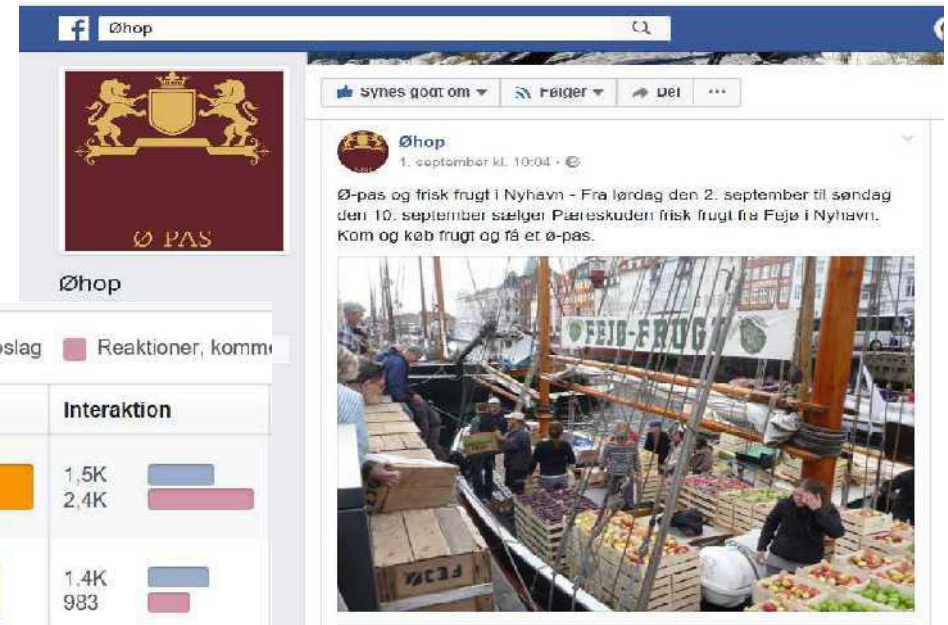 Øhop
Ø PAS
Øhop
Synes godt om
Følger
Del
...
Øhop
1. september kl. 10:04
Ø-pas og frisk frugt i Nyhavn - Fra lørdag den 2. september til søndag
den 10. september sælger Pæreskuden frisk frugt fra Fejø i Nyhavn.
Kom og køb frugt og få et ø-pas.
FEJØ-FRUGT
FEJØ
Reaktioner,
Interaktion
1,5K
2,4K
1,4K
983